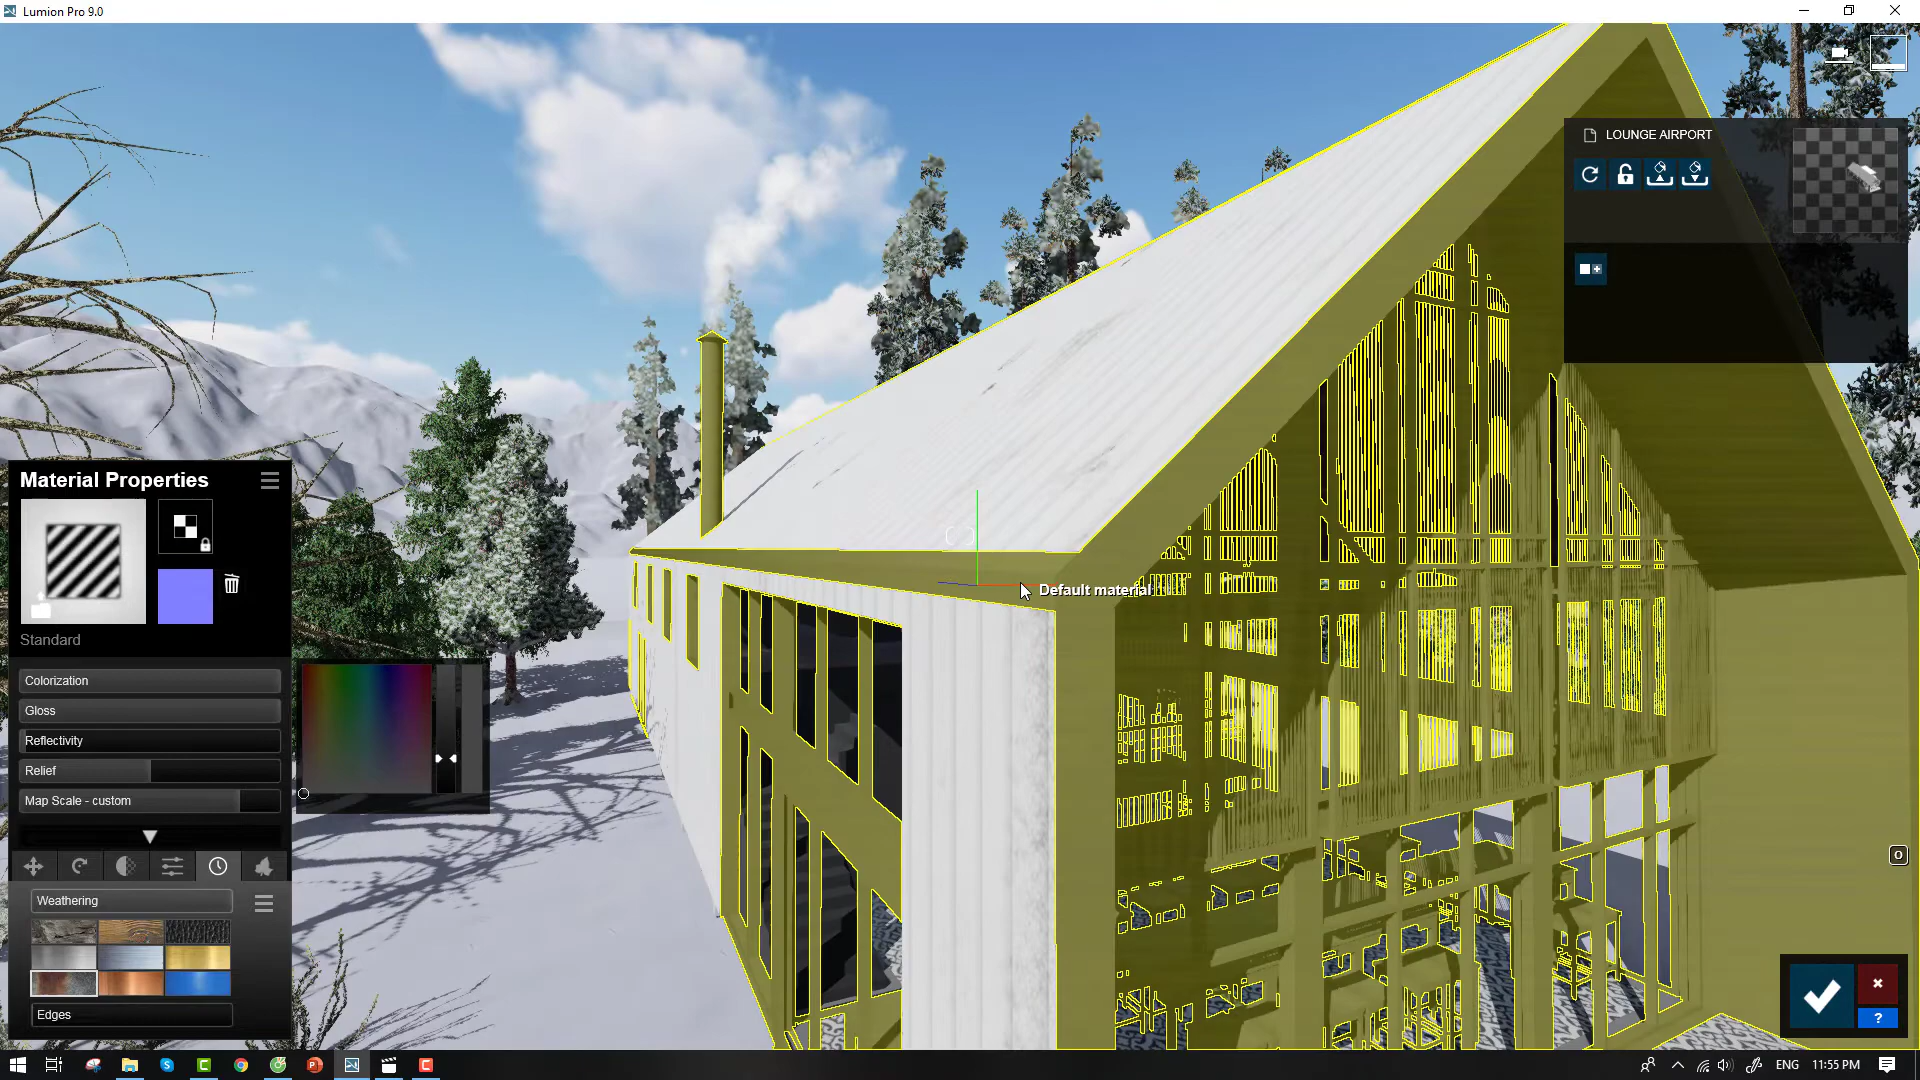 Lumion Pro 9.0
LOUNGE AIRPORT
Material Properties
Standard
Colorization
Gloss
Reflectivity
Relief
Map Scale - custom
Weathering
Edges
Default material
O
?
ENG
11:55 PM